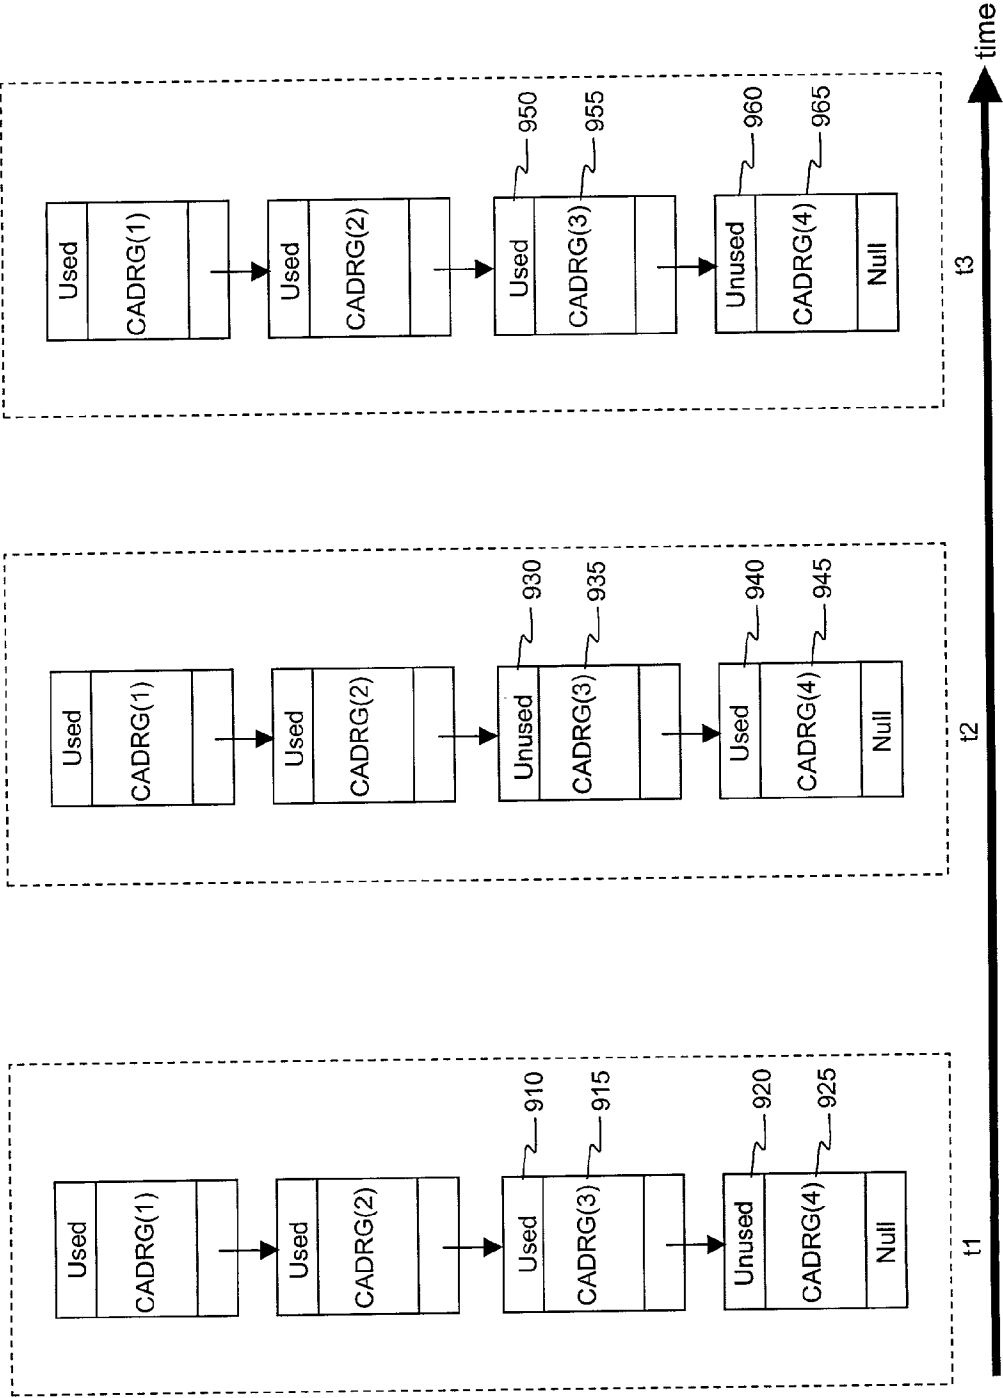 Used
CADRG(1)
Used
CADRG(2)
Used
910
CADRG(3)
915
Unused
920
CADRG(4)
925
Null
t1
Used
CADRG(1)
Used
CADRG(2)
Unused
930
CADRG(3)
935
Used
940
CADRG(4)
945
Null
t2
Used
CADRG(1)
Used
CADRG(2)
Used
950
CADRG(3)
955
Unused
960
CADRG(4)
965
Null
t3
time